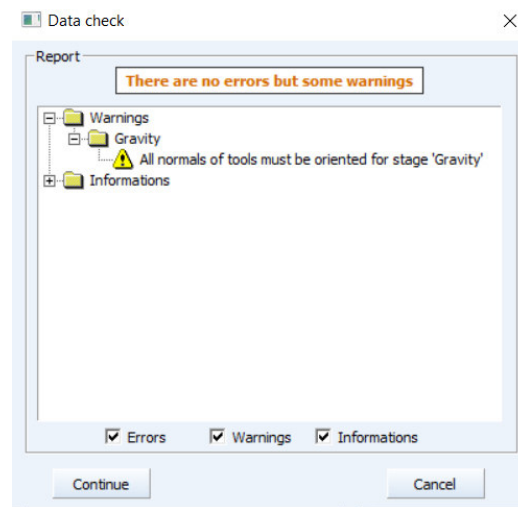 Data check
Report
There are no errors but some warnings
Warnings
Gravity
All normals of tools must be oriented for stage 'Gravity'
Informations
Errors Warnings Informations
Continue Cancel